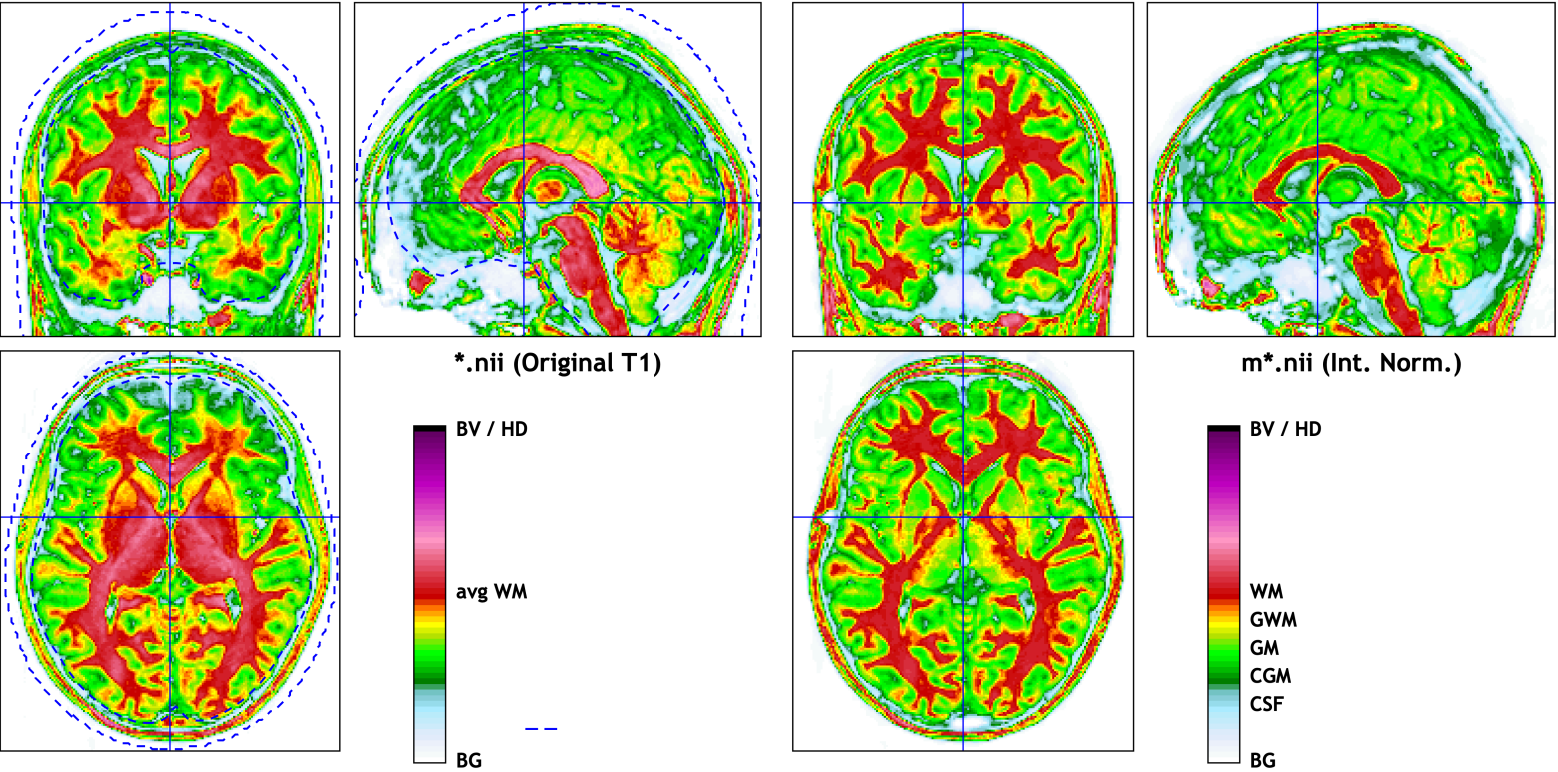 *.nii (Original T1)
BV / HD
avg WM
BG
m*.nii (Int. Norm.)
BV / HD
WM
GWM
GM
CGM
CSF
BG